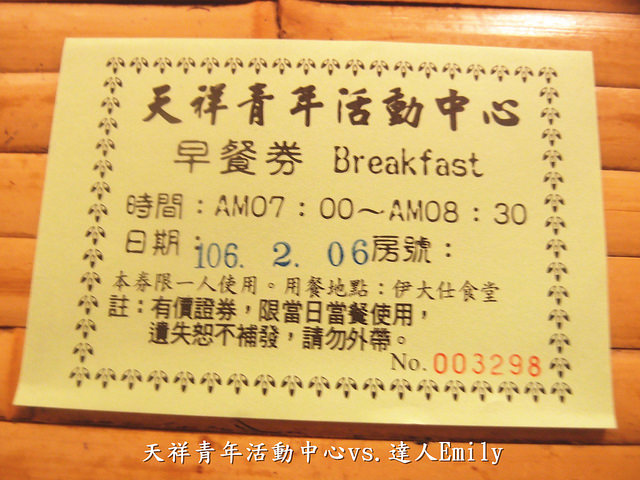 天祥青年活動中心
早餐券 Breakfast
時間：AM07：00～AM08：30
日期：106. 2. 06房號：
本券限一人使用。用餐地點：伊大仕食堂
註：有價證券，限當日當餐使用，
遺失恕不補發，請勿外帶。
No. 003298
天祥青年活動中心vs.達人Emily